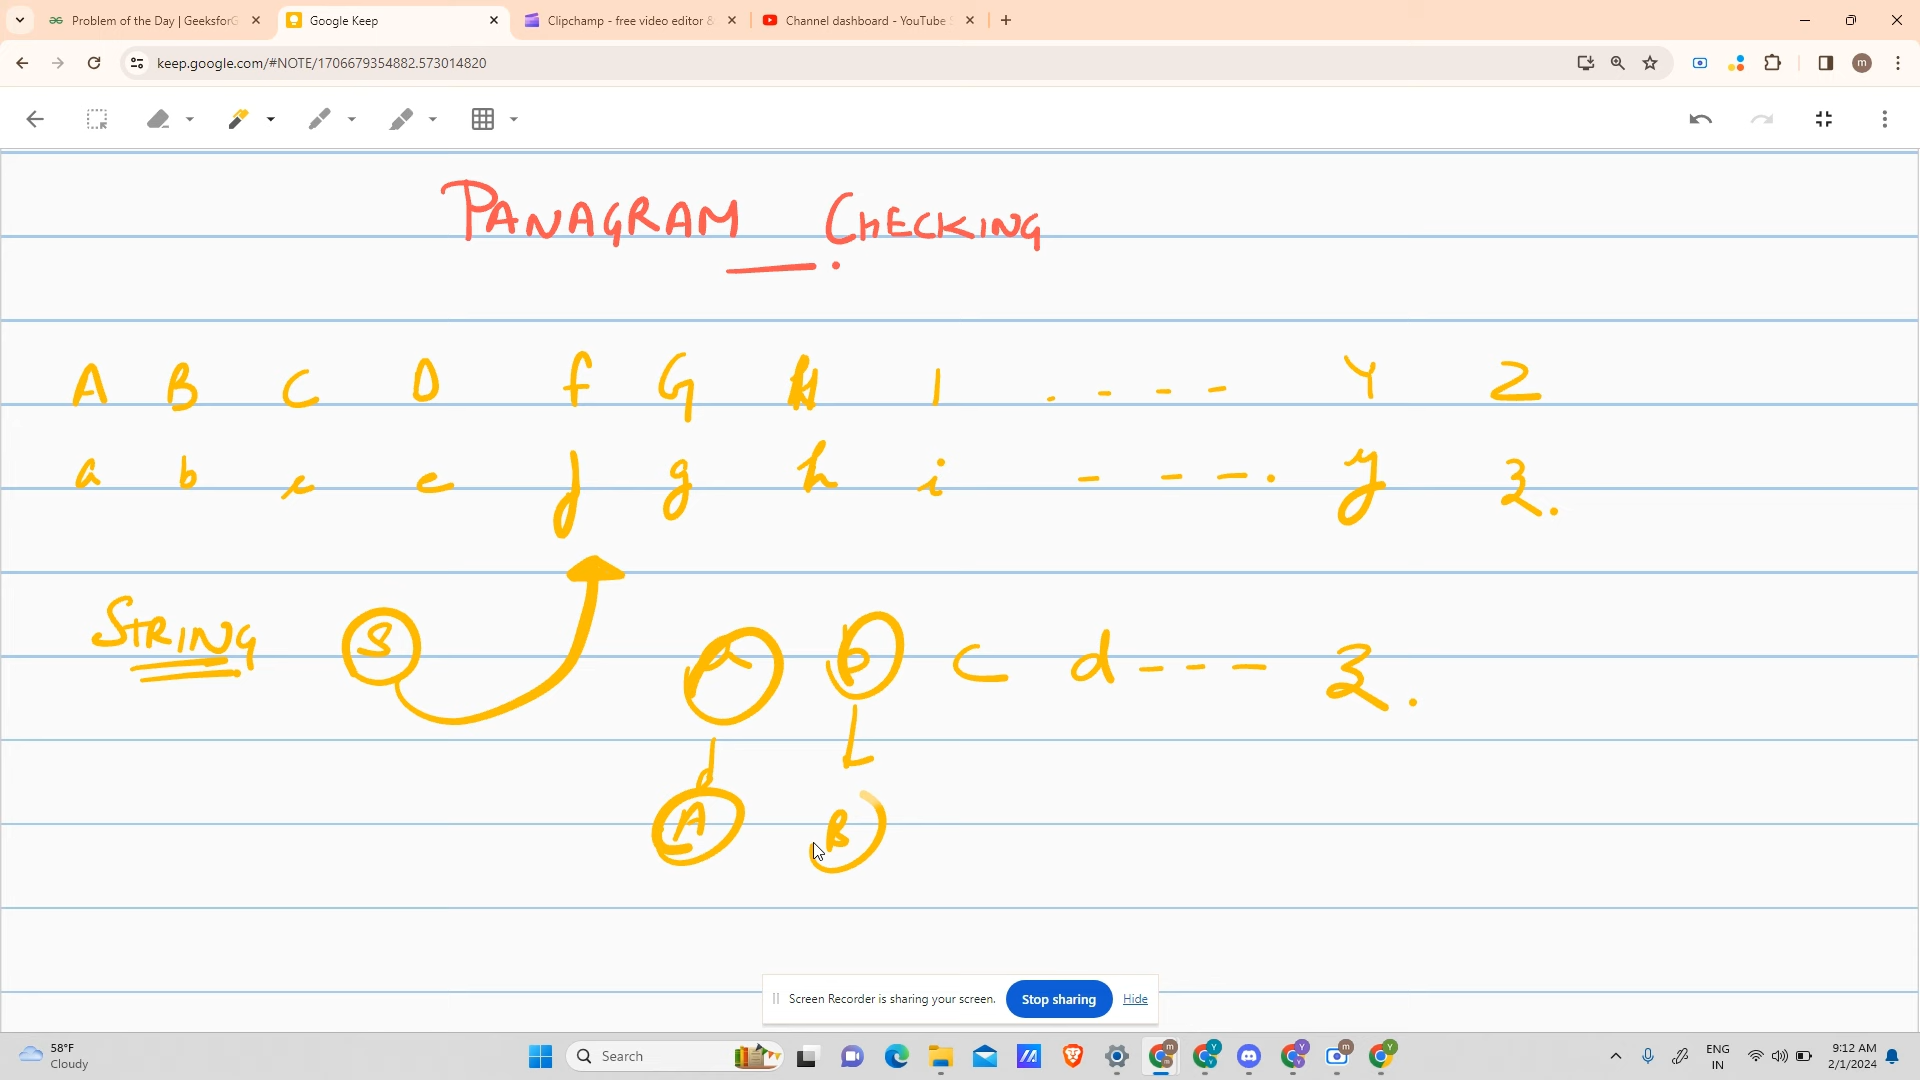 Problem of the Day | GeeksforG
Google Keep
Clipchamp - free video editor &
Channel dashboard - YouTube S
keep.google.com/#NOTE/1706679354882.573014820
m
PANAGRAM CHECKING
A B C D f G H I . - - - Y Z
a b c e f g h i - - - . y z.
STRING S a b c d - - - z.
A B
Screen Recorder is sharing your screen. Stop sharing Hide
58°F
Cloudy
Search
ENG
IN
9:12 AM
2/1/2024